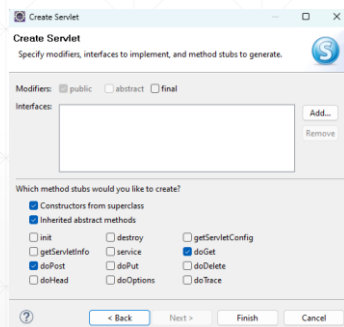 Create Servlet
Create Servlet
Specify modifiers, interfaces to implement, and method stubs to generate.
S
Modifiers: public abstract final
Interfaces:
Add...
Remove
Which method stubs would you like to create?
Constructors from superclass
Inherited abstract methods
init destroy getServletConfig
getServletInfo service doGet
doPost doPut doDelete
doHead doOptions doTrace
? < Back Next > Finish Cancel